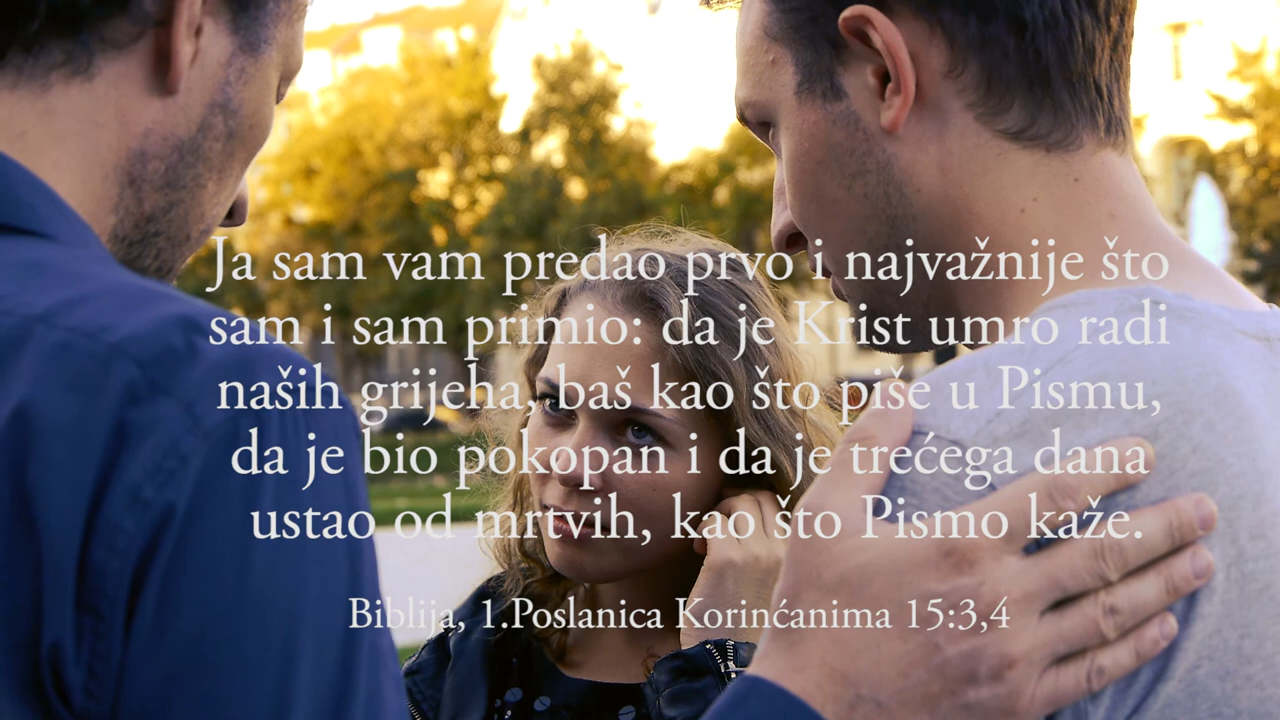 Ja sam vam predao prvo i najvažnije što
sam i sam primio: da je Krist umro radi
naših grijeha, baš kao što piše u Pismu,
da je bio pokopan i da je trećega dana
ustao od mrtvih, kao što Pismo kaže.
Biblija, 1.Poslanica Korinćanima 15:3,4